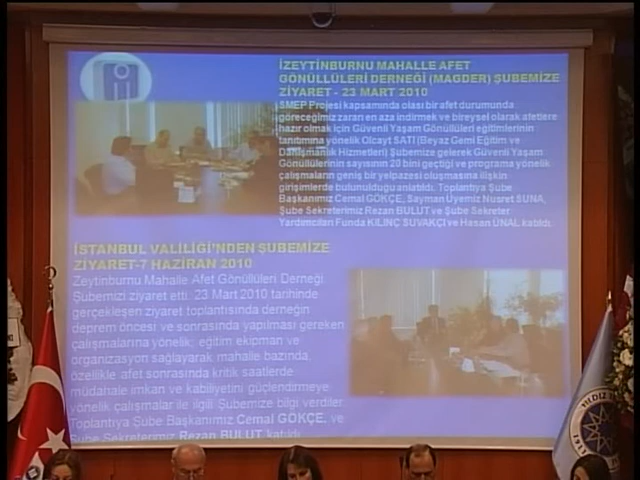 İZEYTİNBURNU MAHALLE AFET
GÖNÜLLÜLERİ DERNEĞİ (MAGDER) ŞUBEMİZE
ZİYARET - 23 MART 2010
SMEP Projesi kapsamında olası bir afet durumunda
göreceğimiz zararı en aza indirmek ve bireysel olarak afetlere
hazır olmak için Güvenli Yaşam Gönüllüleri eğitimlerinin
tanıtımına yönelik Olcayt SATI (Beyaz Gemi Eğitim ve
Danışmanlık Hizmetleri) Şubemize gelerek Güvenli Yaşam
Gönüllülerinin sayısının 20 bini geçtiği ve programa yönelik
çalışmaların geniş bir yelpazesi oluşmasına ilişkin
girişimlerde bulunulduğu anlatıldı. Toplantıya Şube
Başkanımız Cemal GÖKÇE, Sayman Üyemiz Nusret SUNA,
Şube Sekreterimiz Rezan BULUT ve Şube Sekreter
Yardımcıları Funda KILINÇ SUVAKÇI ve Hasan ÜNAL katıldı.
İSTANBUL VALİLİĞİ'NDEN ŞUBEMİZE
ZİYARET-7 HAZİRAN 2010
Zeytinburnu Mahalle Afet Gönüllüleri Derneği
Şubemizi ziyaret etti. 23 Mart 2010 tarihinde
gerçekleşen ziyaret toplantısında derneğin
deprem öncesi ve sonrasında yapılması gereken
çalışmalarına yönelik; eğitim ekipman ve
organizasyon sağlayarak mahalle bazında,
özellikle afet sonrasında kritik saatlerde
müdahale imkan ve kabiliyetini güçlendirmeye
yönelik çalışmalar ile ilgili Şubemize bilgi verdiler.
Toplantıya Şube Başkanımız Cemal GÖKÇE, ve
Şube Sekreterimiz Rezan BULUT katıldı.
YILDIZ